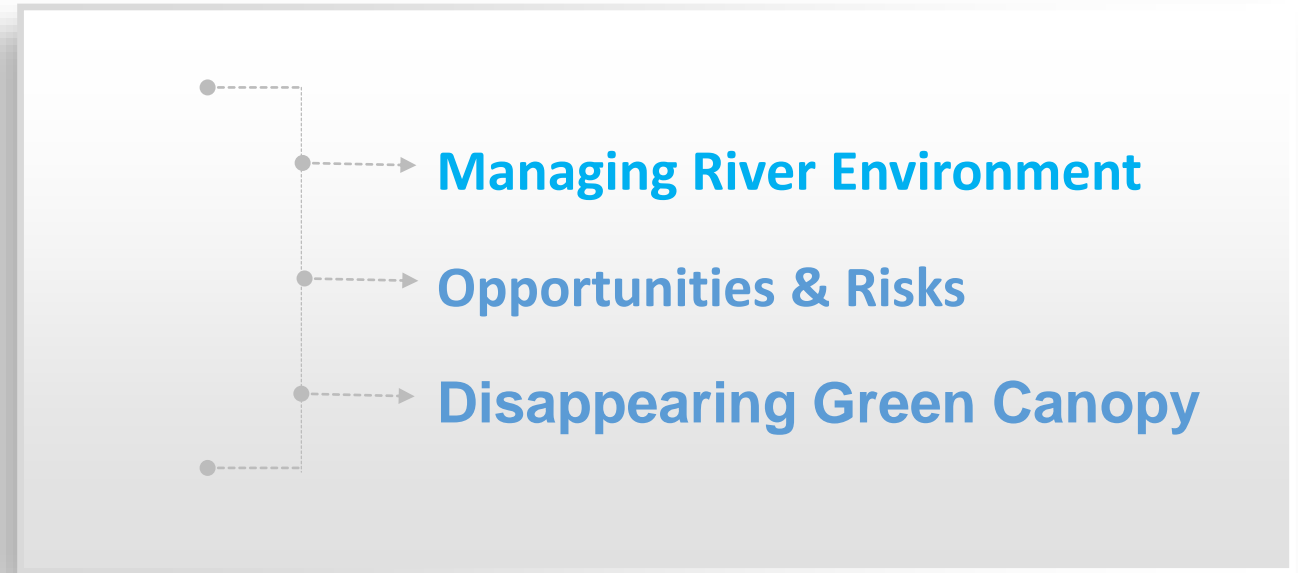 Managing River Environment
Opportunities & Risks
Disappearing Green Canopy